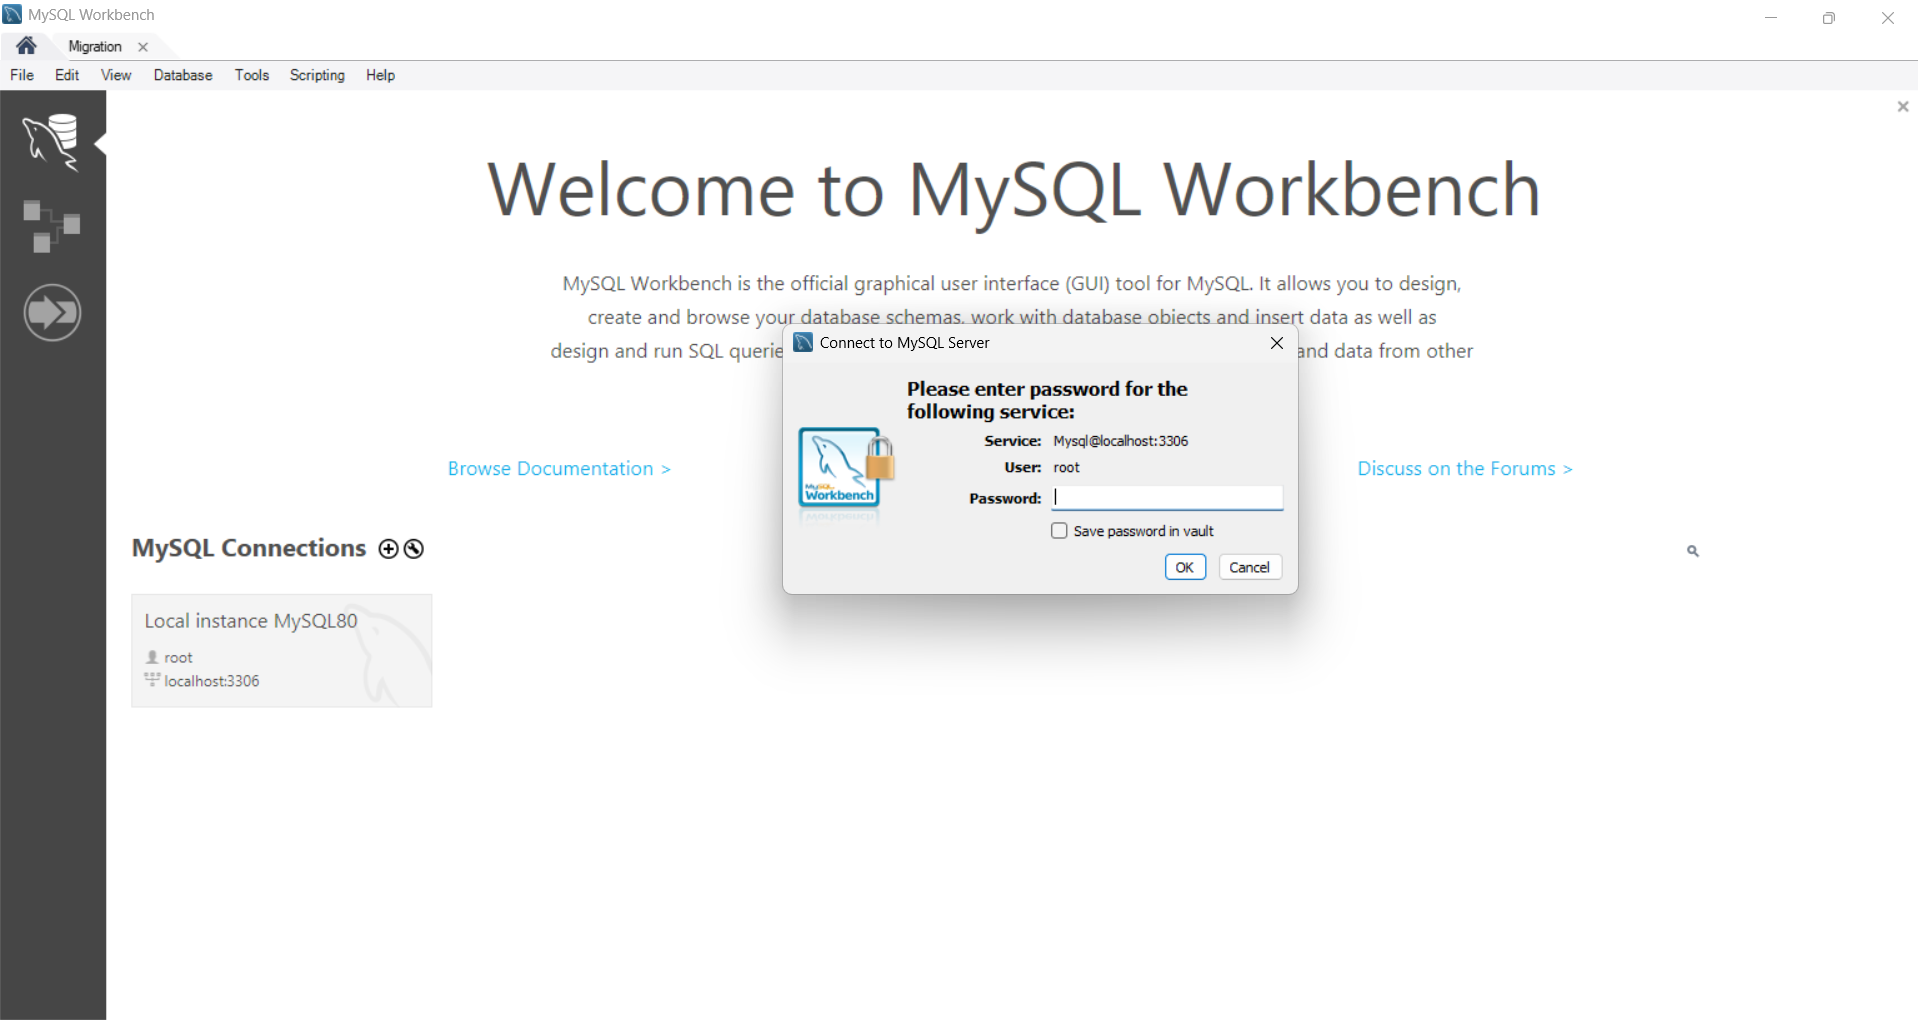 MySQL Workbench
Migration
File Edit View Database Tools Scripting Help
Welcome to MySQL Workbench
MySQL Workbench is the official graphical user interface (GUI) tool for MySQL. It allows you to design,
create and browse your database schemas, work with database objects and insert data as well as
design and run SQL
and data from other
Browse Documentation >
Discuss on the Forums >
Connect to MySQL Server
Please enter password for the
following service:
Service: Mysql@localhost:3306
User: root
Password:
MySQL
Workbench
Save password in vault
OK Cancel
MySQL Connections
Local instance MySQL80
root
localhost:3306